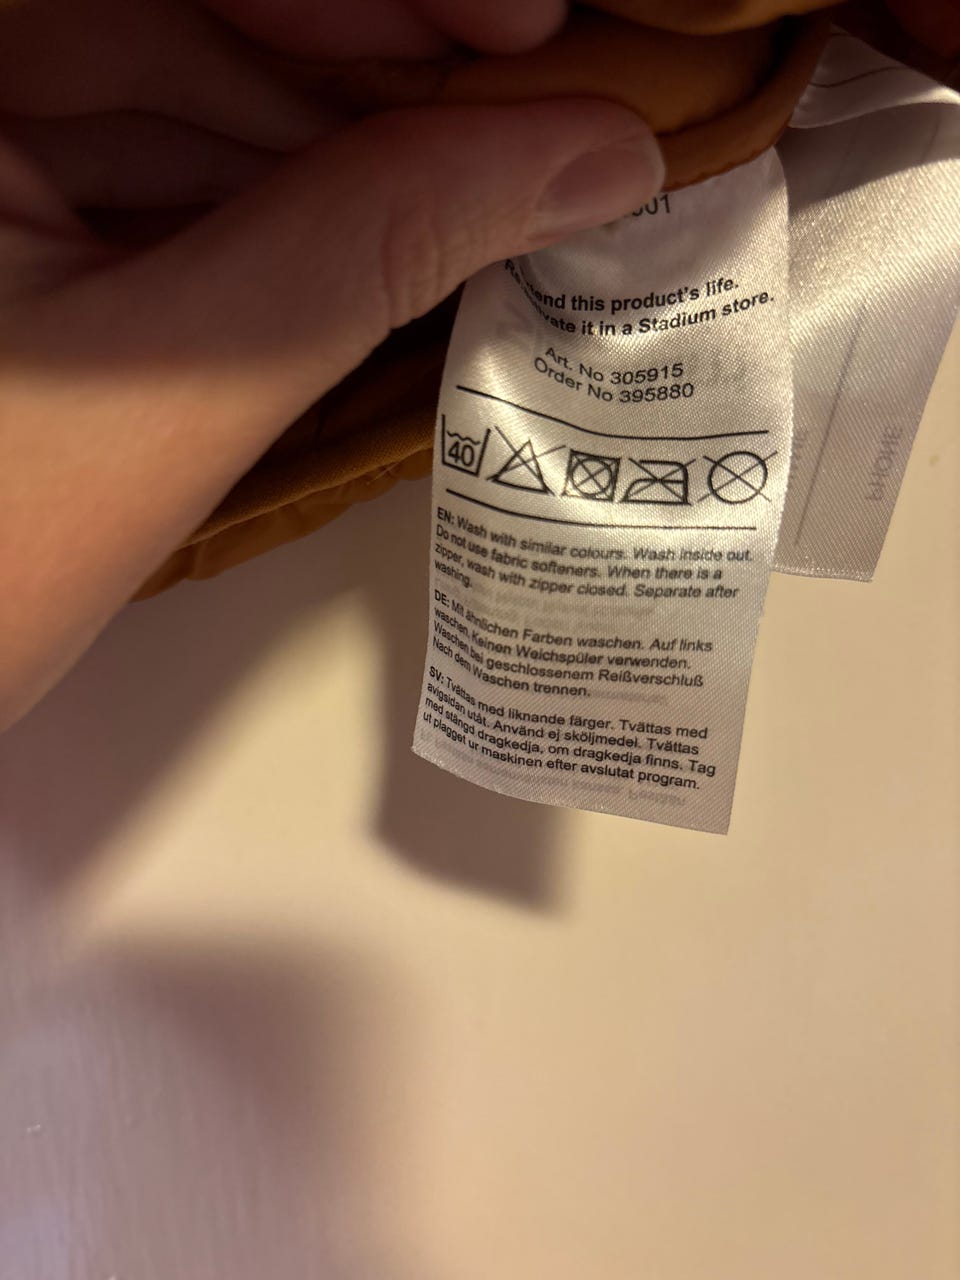 001
end this product's life.
it in a Stadium store.
Art. No 305915
Order No 395880
40
EN: Wash with similar colours. Wash inside out.
Do not use fabric softeners. When there is a
zipper, wash with zipper closed. Separate after
washing.
DE: Mit ähnlichen Farben waschen. Auf links
waschen. Keinen Weichspüler verwenden.
Waschen bei geschlossenem Reißverschluß
Nach dem Waschen trennen.
SV: Tvättas med liknande färger. Tvättas med
avigsidan utåt. Använd ej sköljmedel. Tvättas
med stängd dragkedja, om dragkedja finns. Tag
ut plagget ur maskinen efter avslutat program.